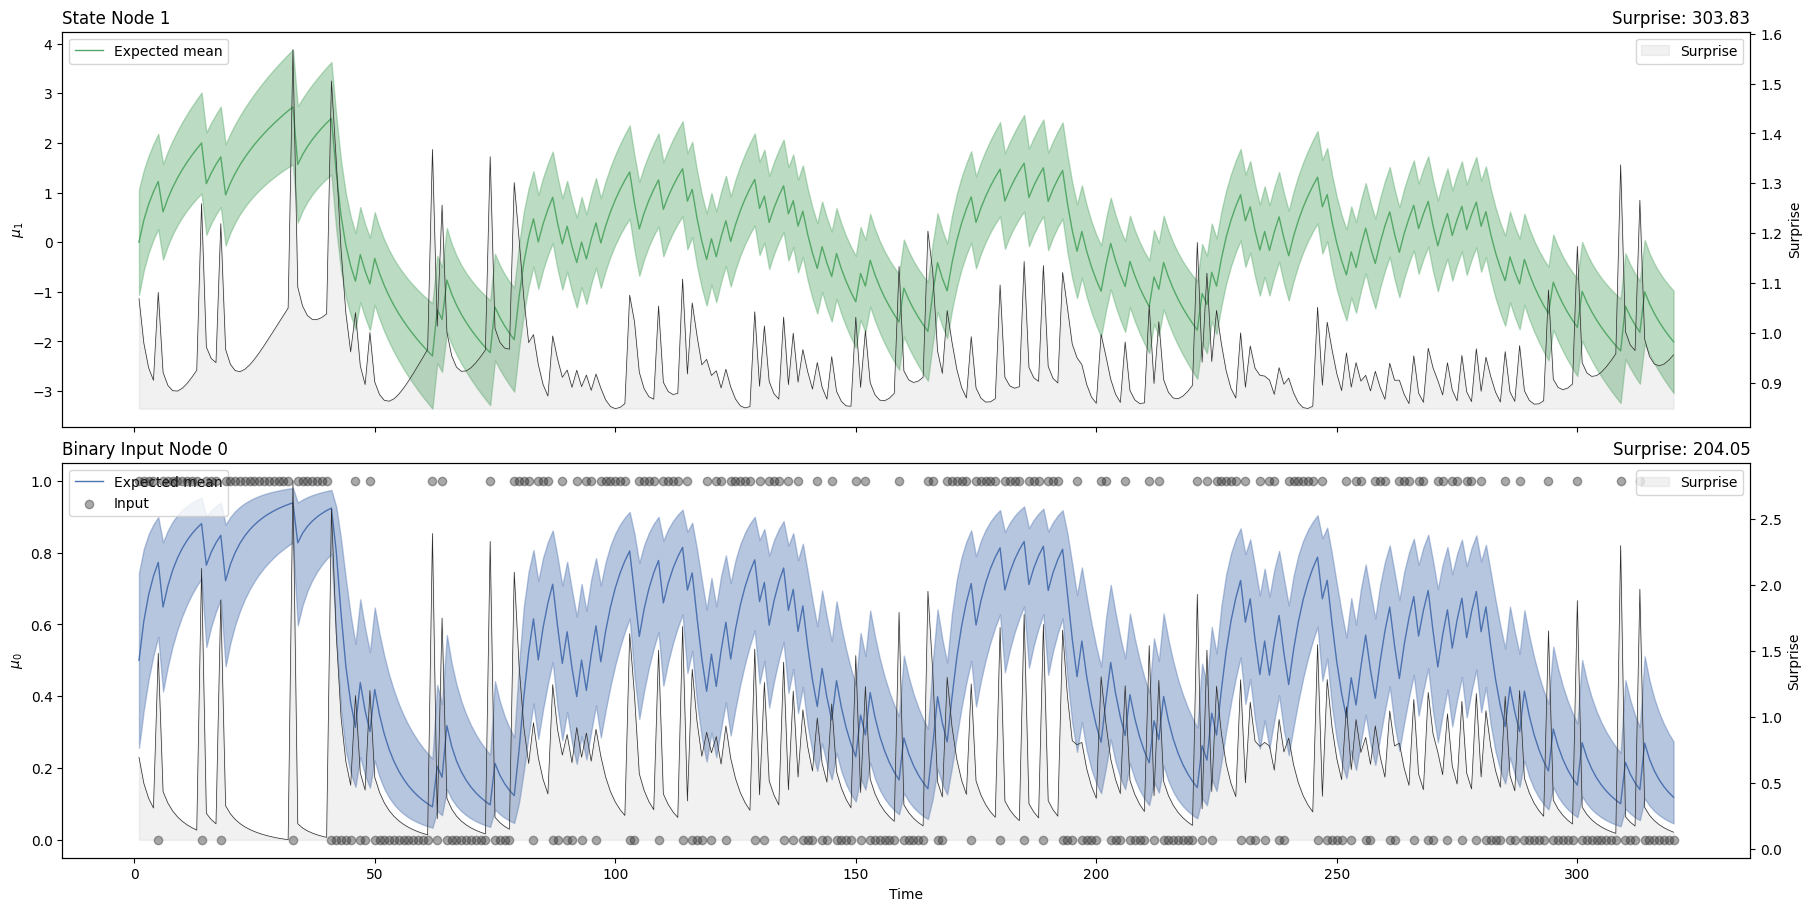 State Node 1
Surprise: 303.83
Expected mean
Surprise
4
3
2
1
0
−1
−2
−3
μ1
1.6
1.5
1.4
1.3
1.2
1.1
1.0
0.9
Surprise
Binary Input Node 0
Surprise: 204.05
Expected mean
Input
Surprise
1.0
0.8
0.6
0.4
0.2
0.0
μ0
2.5
2.0
1.5
1.0
0.5
0.0
Surprise
0
50
100
150
200
250
300
Time